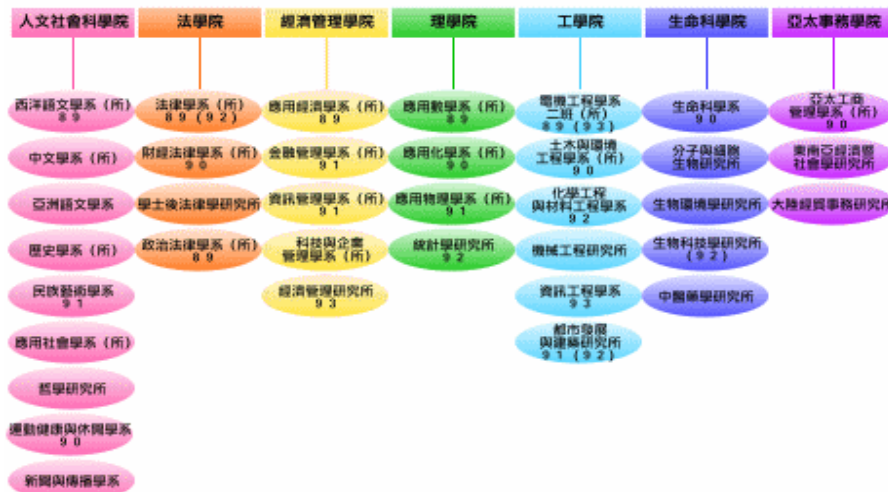 人文社會科學院
法學院
經濟管理學院
理學院
工學院
生命科學院
亞太事務學院
西洋語文學系（所）
89
中文學系（所）
亞洲語文學系
歷史學系（所）
民族藝術學系
91
應用社會學系（所）
哲學研究所
運動健康與休閒學系
90
新聞與傳播學系
法律學系（所）
89(92)
財經法律學系（所）
90
學士後法律學研究所
政治法律學系（所）
89
應用經濟學系（所）
89
金融管理學系（所）
91
資訊管理學系（所）
91
科技與企業
管理學系（所）
經濟管理研究所
93
應用數學系（所）
89
應用化學系（所）
90
應用物理學系（所）
91
統計學研究所
92
電機工程學系
二班（所）
89(93)
土木與環境
工程學系（所）
90
化學工程
與材料工程學系
92
機械工程研究所
資訊工程學系
93
都市發展
與建築研究所
91(92)
生命科學系
90
分子與細胞
生物研究所
生物環境學研究所
生物科技學研究所
(92)
中醫藥學研究所
亞太工商
管理學系（所）
90
東南亞經濟暨
社會學研究所
大陸經貿事務研究所